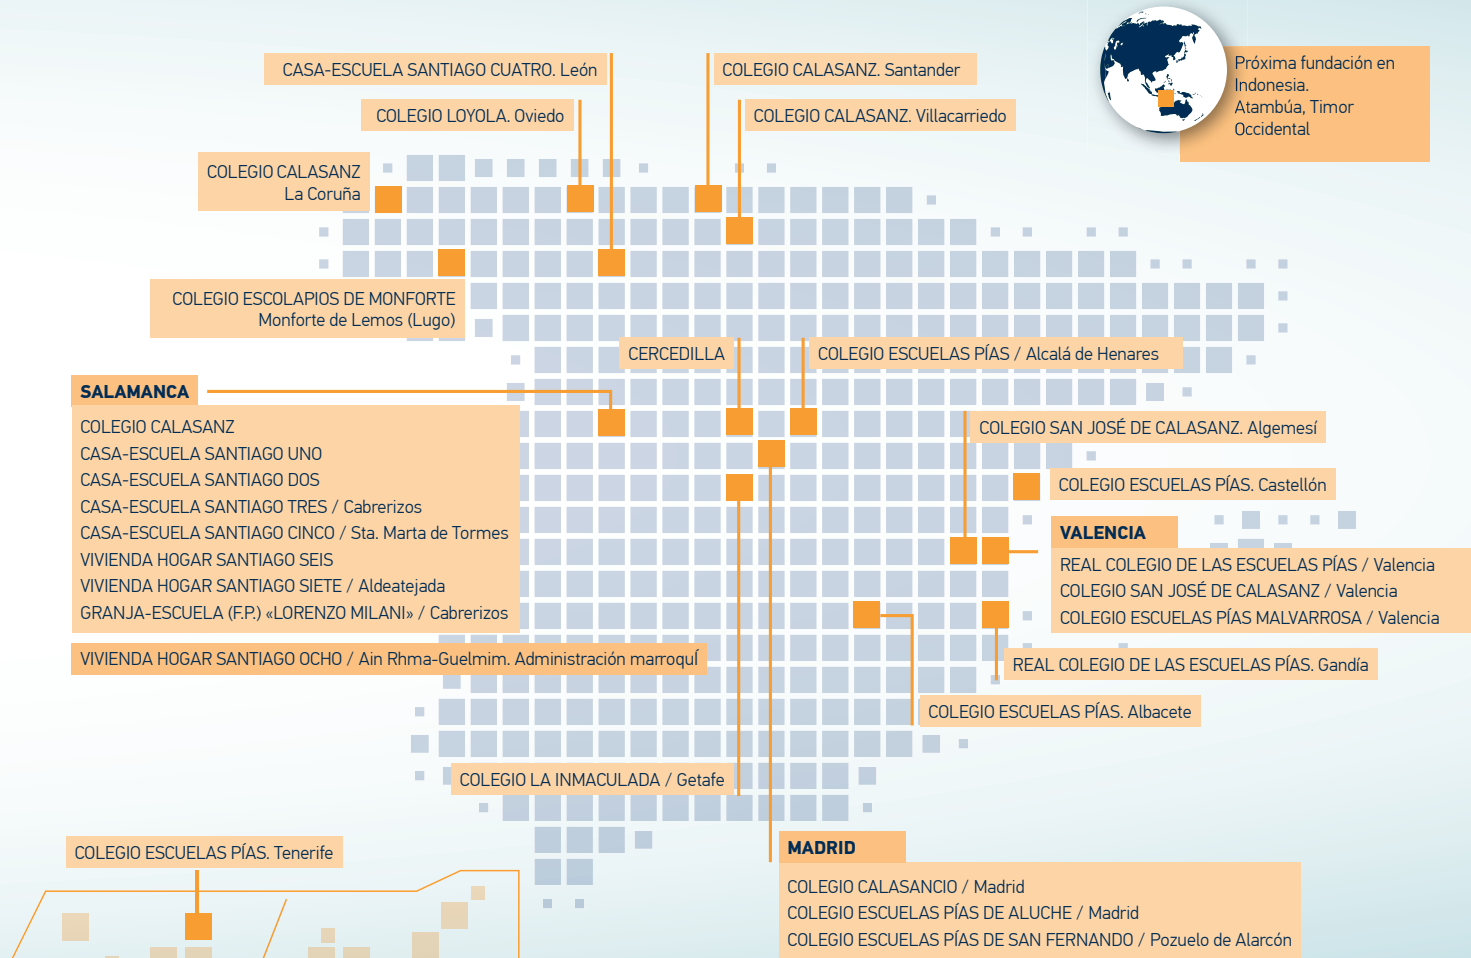 Próxima fundación en
Indonesia.
Atambúa, Timor
Occidental
CASA-ESCUELA SANTIAGO CUATRO. León
COLEGIO CALASANZ. Santander
COLEGIO LOYOLA. Oviedo
COLEGIO CALASANZ. Villacarriedo
COLEGIO CALASANZ
La Coruña
COLEGIO ESCOLAPIOS DE MONFORTE
Monforte de Lemos (Lugo)
CERCEDILLA
COLEGIO ESCUELAS PÍAS / Alcalá de Henares
SALAMANCA
COLEGIO CALASANZ
CASA-ESCUELA SANTIAGO UNO
CASA-ESCUELA SANTIAGO DOS
CASA-ESCUELA SANTIAGO TRES / Cabrerizos
CASA-ESCUELA SANTIAGO CINCO / Sta. Marta de Tormes
VIVIENDA HOGAR SANTIAGO SEIS
VIVIENDA HOGAR SANTIAGO SIETE / Aldeatejada
GRANJA-ESCUELA (F.P.) «LORENZO MILANI» / Cabrerizos
VIVIENDA HOGAR SANTIAGO OCHO / Ain Rhma-Guelmim. Administración marroquÍ
COLEGIO SAN JOSÉ DE CALASANZ. Algemesí
COLEGIO ESCUELAS PÍAS. Castellón
VALENCIA
REAL COLEGIO DE LAS ESCUELAS PÍAS / Valencia
COLEGIO SAN JOSÉ DE CALASANZ / Valencia
COLEGIO ESCUELAS PÍAS MALVARROSA / Valencia
REAL COLEGIO DE LAS ESCUELAS PÍAS. Gandía
COLEGIO ESCUELAS PÍAS. Albacete
COLEGIO LA INMACULADA / Getafe
COLEGIO ESCUELAS PÍAS. Tenerife
MADRID
COLEGIO CALASANCIO / Madrid
COLEGIO ESCUELAS PÍAS DE ALUCHE / Madrid
COLEGIO ESCUELAS PÍAS DE SAN FERNANDO / Pozuelo de Alarcón